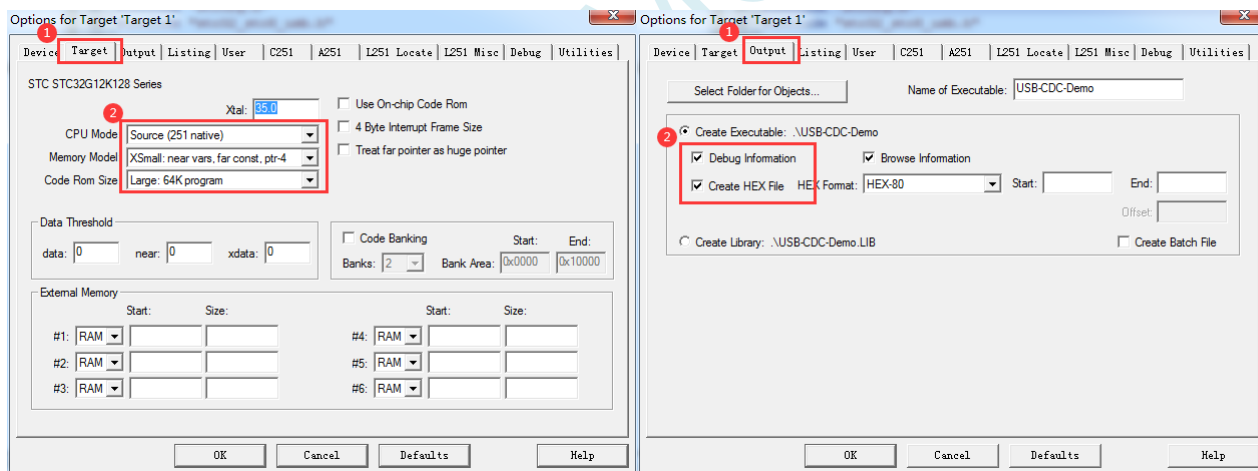 Options for Target 'Target 1'
1
Device Target Output Listing User C251 A251 L251 Locate L251 Misc Debug Utilities
STC STC32G12K128 Series
Xtal: 35.0
Use On-chip Code Rom
2
CPU Mode Source (251 native)
4 Byte Interrupt Frame Size
Memory Model XSmall: near vars, far const, ptr-4
Treat far pointer as huge pointer
Code Rom Size Large: 64K program
Data Threshold
data: 0 near: 0 xdata: 0
Code Banking Start: End:
Banks: 2 Bank Area: 0x0000 0x10000
External Memory
Start: Size: Start: Size:
#1: RAM #4: RAM
#2: RAM #5: RAM
#3: RAM #6: RAM
OK Cancel Defaults Help
Options for Target 'Target 1'
1
Device Target Output Listing User C251 A251 L251 Locate L251 Misc Debug Utilities
Select Folder for Objects... Name of Executable: USB-CDC-Demo
2
Create Executable: .\USB-CDC-Demo
Debug Information Browse Information
Create HEX File HEX Format: HEX-80 Start: End:
Offset:
Create Library: .\USB-CDC-Demo.LIB Create Batch File
OK Cancel Defaults Help